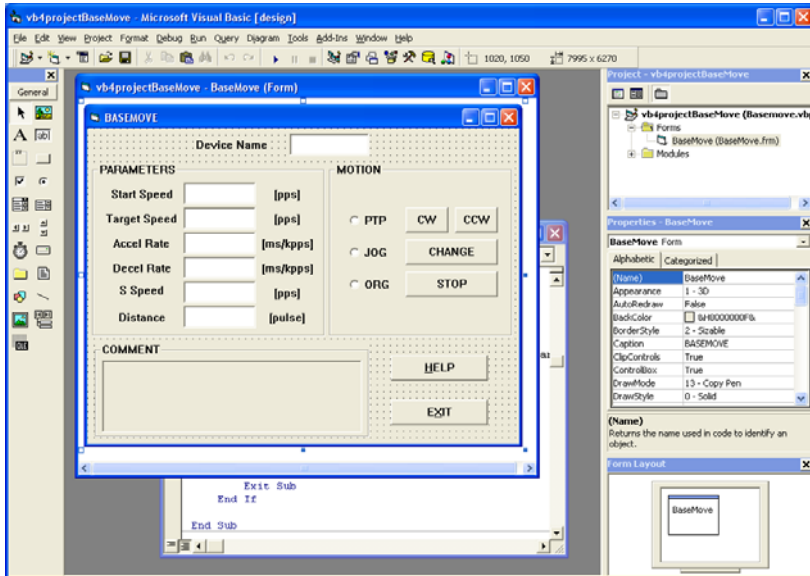 vb4projectBaseMove - Microsoft Visual Basic [design]
File Edit View Project Format Debug Run Query Diagram Tools Add-Ins Window Help
1020, 1050 7995 x 6270
General
A ab|
OLE
vb4projectBaseMove - BaseMove (Form)
BASEMOVE
Device Name
PARAMETERS
Start Speed [pps]
Target Speed [pps]
Accel Rate [ms/kpps]
Decel Rate [ms/kpps]
S Speed [pps]
Distance [pulse]
MOTION
PTP CW CCW
JOG CHANGE
ORG STOP
COMMENT
HELP
EXIT
Exit Sub
End If
End Sub
Project - vb4projectBaseMove
vb4projectBaseMove (Basemove.vbp
Forms
BaseMove (BaseMove.frm)
Modules
Properties - BaseMove
BaseMove Form
Alphabetic Categorized
(Name) BaseMove
Appearance 1 - 3D
AutoRedraw False
BackColor &H0000000F&
BorderStyle 2 - Sizable
Caption BASEMOVE
ClipControls True
ControlBox True
DrawMode 13 - Copy Pen
DrawStyle 0 - Solid
(Name)
Returns the name used in code to identify an
object.
Form Layout
BaseMove